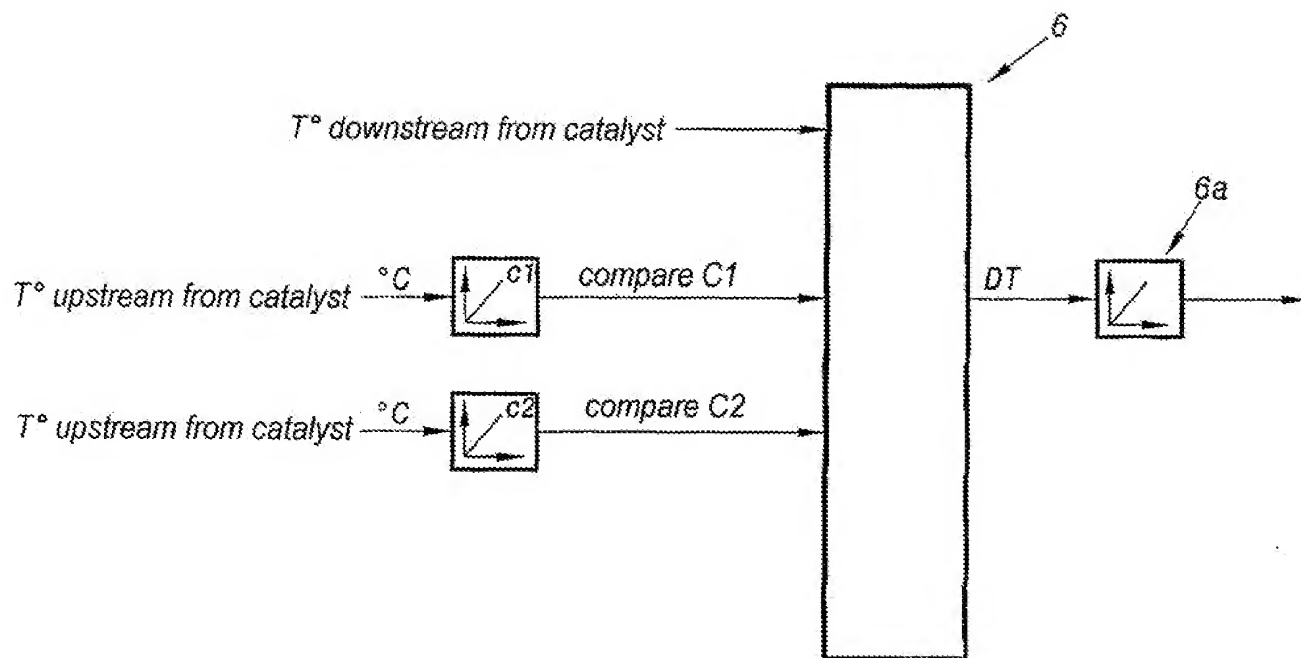 6
T° downstream from catalyst
6a
T° upstream from catalyst °C c1 compare C1 DT
T° upstream from catalyst °C c2 compare C2